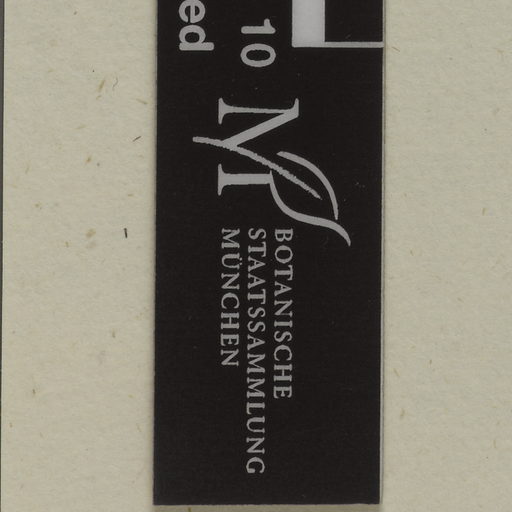 10
ed
BOTANISCHE
STAATSSAMMLUNG
MÜNCHEN